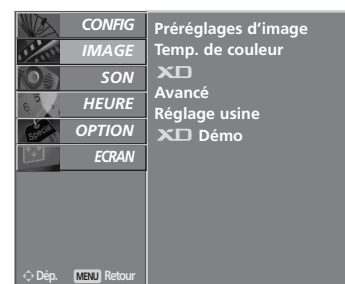 CONFIG
IMAGE
SON
HEURE
OPTION
ECRAN
Préréglages d'image
Temp. de couleur
XD
Avancé
Réglage usine
XD Démo
Dép. MENU Retour